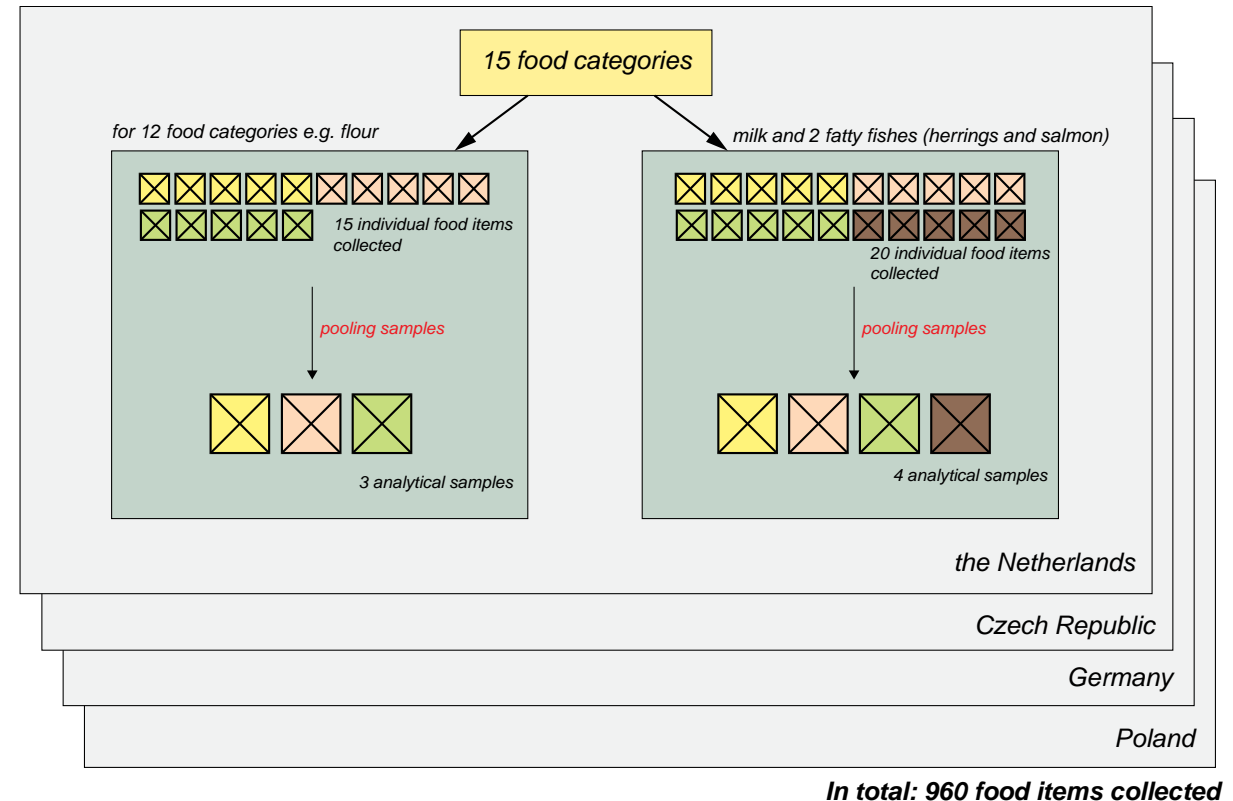 15 food categories
for 12 food categories e.g. flour
milk and 2 fatty fishes (herrings and salmon)
15 individual food items
collected
20 individual food items
collected
pooling samples
pooling samples
3 analytical samples
4 analytical samples
the Netherlands
Czech Republic
Germany
Poland
In total: 960 food items collected